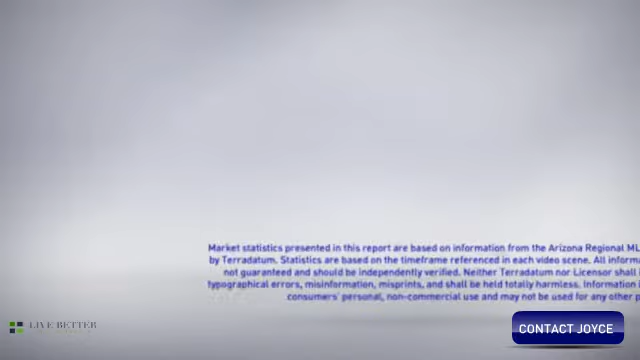 Market statistics presented in this report are based on information from the Arizona Regional ML
by Terradatum. Statistics are based on the timeframe referenced in each video scene. All informa
not guaranteed and should be independently verified. Neither Terradatum nor Licensor shall
typographical errors, misinformation, misprints, and shall be held totally harmless. Information
consumers' personal, non-commercial use and may not be used for any other p
LIVE BETTER
CONTACT JOYCE